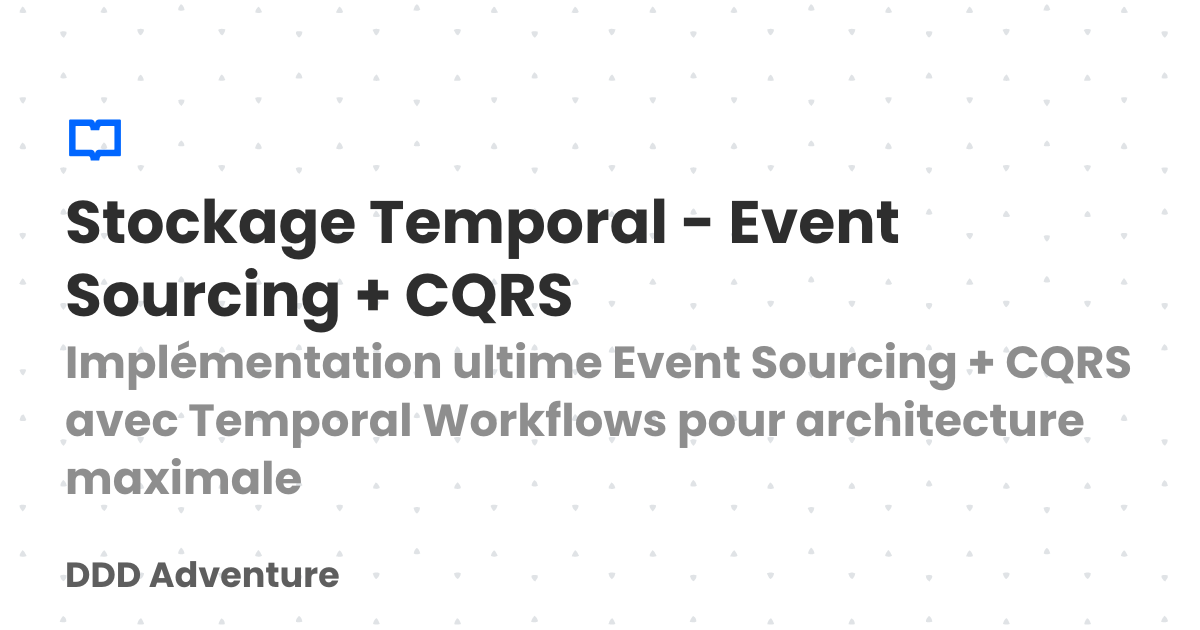 Stockage Temporal - Event
Sourcing + CQRS
Implémentation ultime Event Sourcing + CQRS
avec Temporal Workflows pour architecture
maximale
DDD Adventure